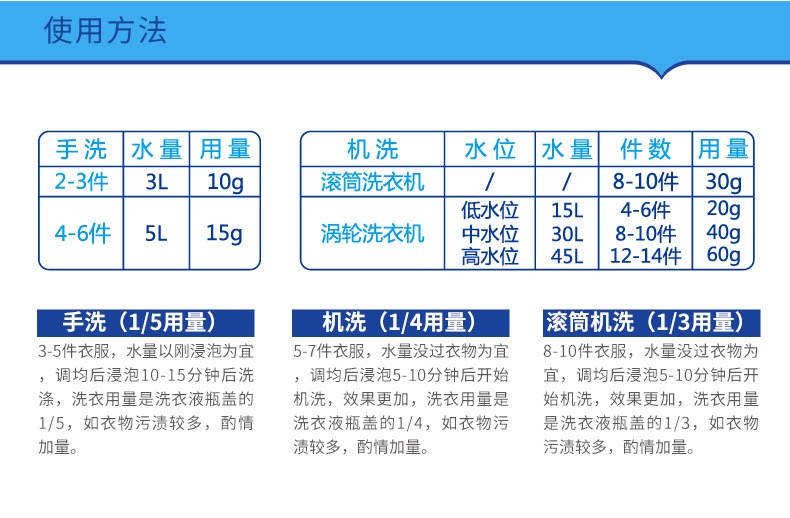 使用方法
手洗 水量 用量
2-3件 3L 10g
4-6件 5L 15g
机洗 水位 水量 件数 用量
滚筒洗衣机 / / 8-10件 30g
涡轮洗衣机
低水位 15L 4-6件 20g
中水位 30L 8-10件 40g
高水位 45L 12-14件 60g
手洗（1/5用量）
3-5件衣服，水量以刚浸泡为宜
，调均后浸泡10-15分钟后洗
涤，洗衣用量是洗衣液瓶盖的
1/5，如衣物污渍较多，酌情
加量。
机洗（1/4用量）
5-7件衣服，水量没过衣物为宜
，调均后浸泡5-10分钟后开始
机洗，效果更加，洗衣用量是
洗衣液瓶盖的1/4，如衣物污
渍较多，酌情加量。
滚筒机洗（1/3用量）
8-10件衣服，水量没过衣物为
宜，调均后浸泡5-10分钟后开
始机洗，效果更加，洗衣用量
是洗衣液瓶盖的1/3，如衣物
污渍较多，酌情加量。